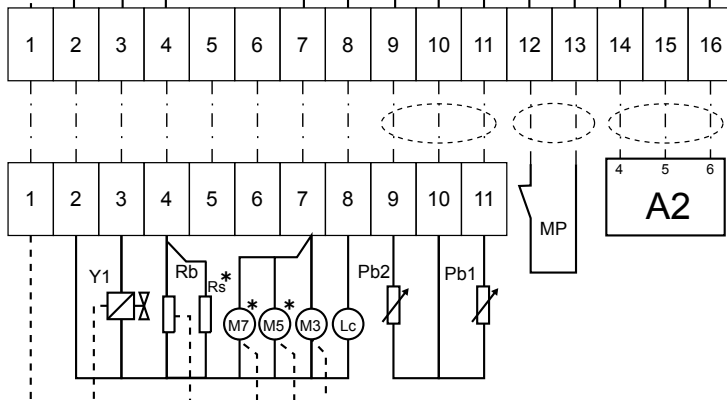 1 2 3 4 5 6 7 8 9 10 11 12 13 14 15 16
4 5 6
1 2 3 4 5 6 7 8 9 10 11
A2
MP
Y1 Rb Rs* Pb2 Pb1
M7* M5* M3 Lc